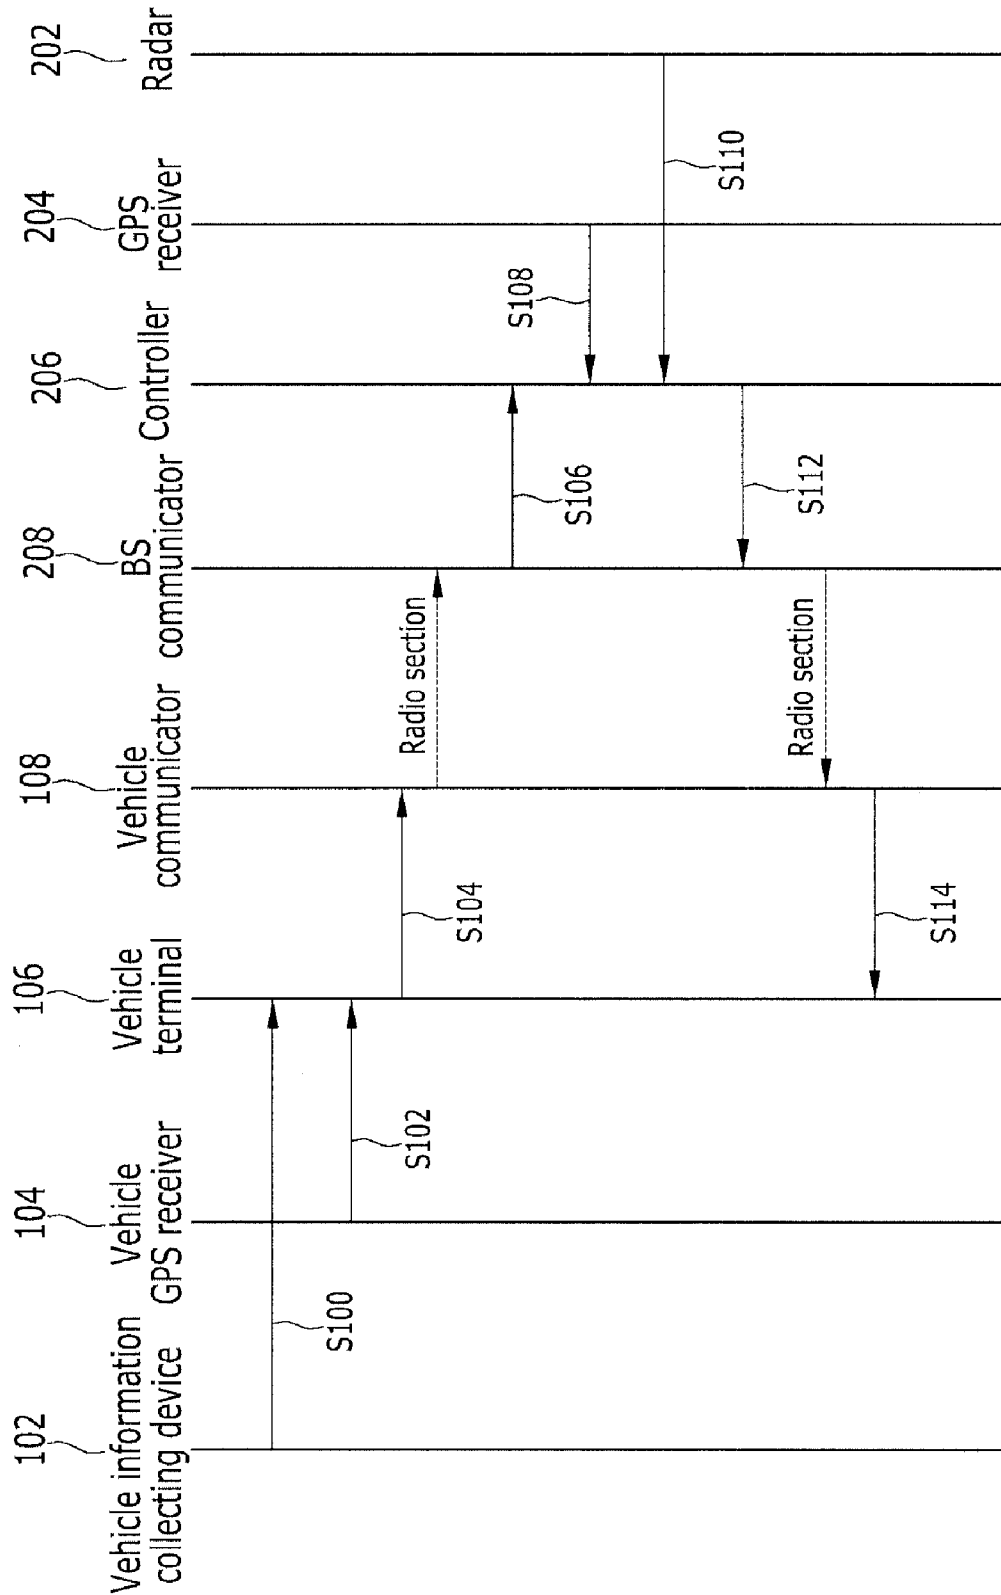 102
Vehicle information
collecting device
104
Vehicle
GPS receiver
106
Vehicle
terminal
108
Vehicle
communicator
208
BS
communicator
206
Controller
204
GPS
receiver
202
Radar
S100
S102
S104
Radio section
S106
S108
S110
S112
Radio section
S114